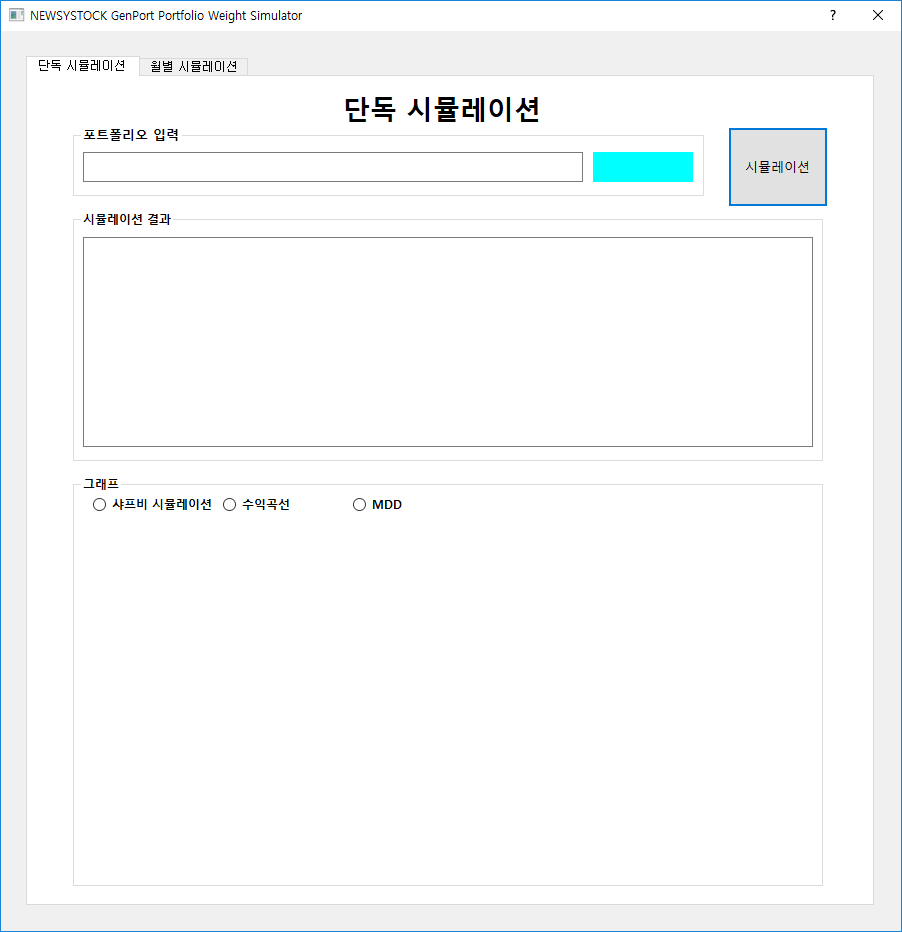 NEWSYSTOCK GenPort Portfolio Weight Simulator ?
단독 시뮬레이션 월별 시뮬레이션
단독 시뮬레이션
포트폴리오 입력
시뮬레이션
시뮬레이션 결과
그래프
샤프비 시뮬레이션 수익곡선 MDD